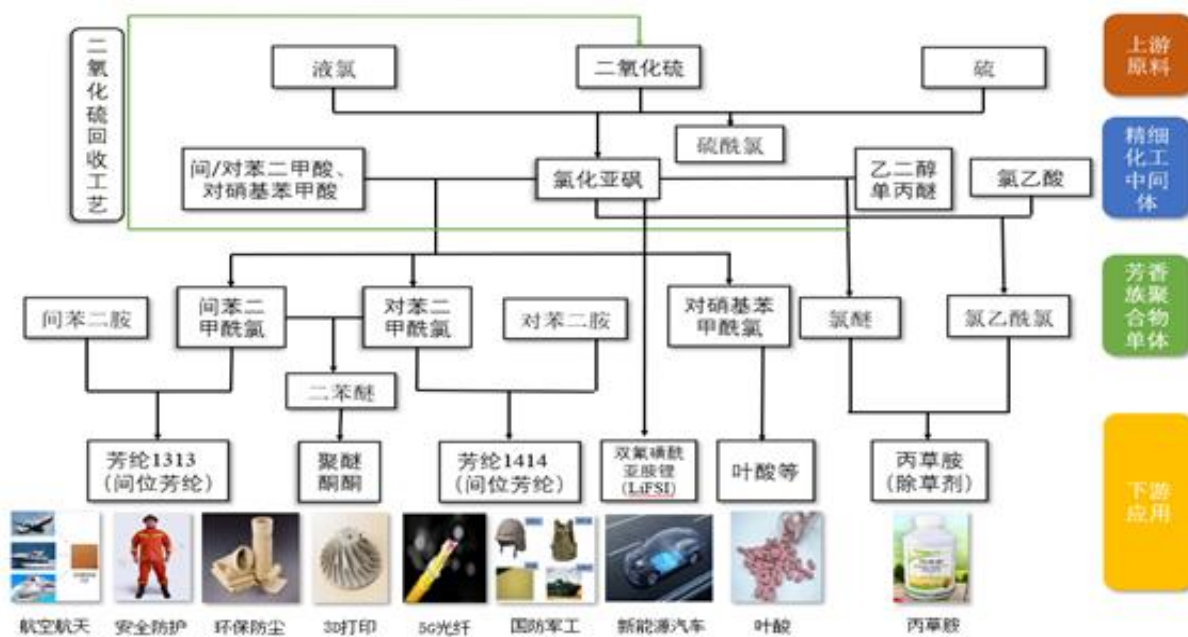 二
氧
化
硫
回
收
工
艺
液氯
二氧化硫
硫
上游
原料
硫酰氯
间/对苯二甲酸、
对硝基苯甲酸
氯化亚砜
乙二醇
单丙醚
氯乙酸
精细
化工
中间
体
间苯二胺
间苯二
甲酰氯
对苯二
甲酰氯
对苯二胺
对硝基苯
甲酰氯
氯醚
氯乙酰氯
芳香
族聚
合物
单体
二苯醚
芳纶1313
(间位芳纶)
聚醚
酮酮
芳纶1414
(间位芳纶)
双氟磺酰
亚胺锂
(LiFSI)
叶酸等
丙草胺
(除草剂)
下游
应用
航空航天
安全防护
环保防尘
3D打印
5G光纤
国防军工
新能源汽车
叶酸
丙草胺